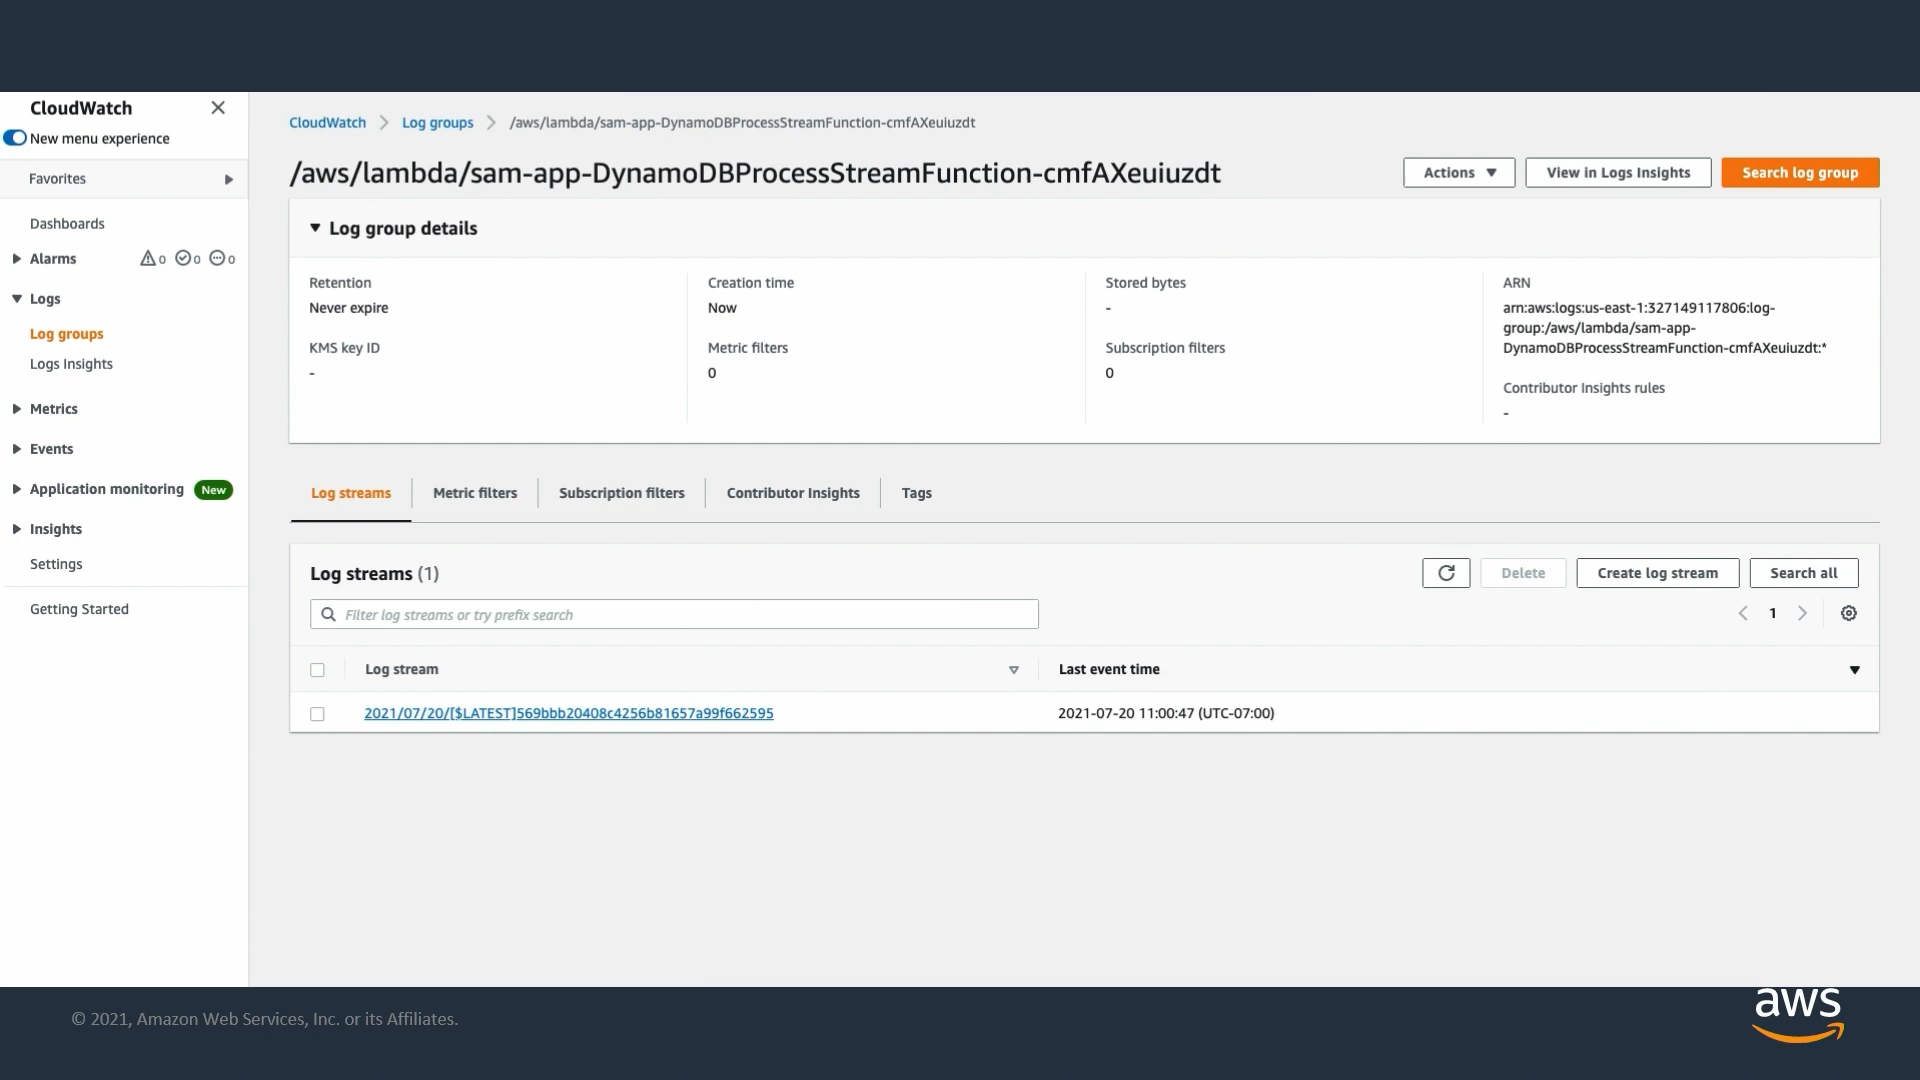 CloudWatch
New menu experience
Favorites
Dashboards
Alarms 0 0 0
Logs
Log groups
Logs Insights
Metrics
Events
Application monitoring New
Insights
Settings
Getting Started
CloudWatch Log groups /aws/lambda/sam-app-DynamoDBProcessStreamFunction-cmfAXeuiuzdt
/aws/lambda/sam-app-DynamoDBProcessStreamFunction-cmfAXeuiuzdt
Actions View in Logs Insights Search log group
Log group details
Retention
Never expire
KMS key ID
-
Creation time
Now
Metric filters
0
Stored bytes
-
Subscription filters
0
ARN
arn:aws:logs:us-east-1:327149117806:log-
group:/aws/lambda/sam-app-
DynamoDBProcessStreamFunction-cmfAXeuiuzdt:*
Contributor Insights rules
-
Log streams Metric filters Subscription filters Contributor Insights Tags
Log streams (1)
Delete Create log stream Search all
Filter log streams or try prefix search
1
Log stream Last event time
2021/07/20/[$LATEST]569bbb20408c4256b81657a99f662595 2021-07-20 11:00:47 (UTC-07:00)
© 2021, Amazon Web Services, Inc. or its Affiliates.
aws